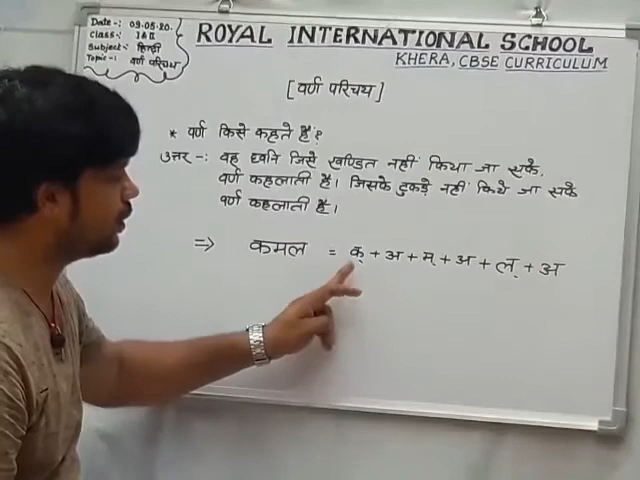 Date -: 09.05.20.
Class: I & II
Subject: हिन्दी
Topic -: वर्ण परिचय
ROYAL INTERNATIONAL SCHOOL
KHERA, CBSE CURRICULUM
[वर्ण परिचय]
* वर्ण किसे कहते हैं?
उत्तर -: वह ध्वनि जिसे खण्डित नहीं किया जा सके,
वर्ण कहलाती है। जिसके टुकड़े नहीं किये जा सके
वर्ण कहलाती है।
⇒ कमल = क् + अ + म् + अ + ल् + अ